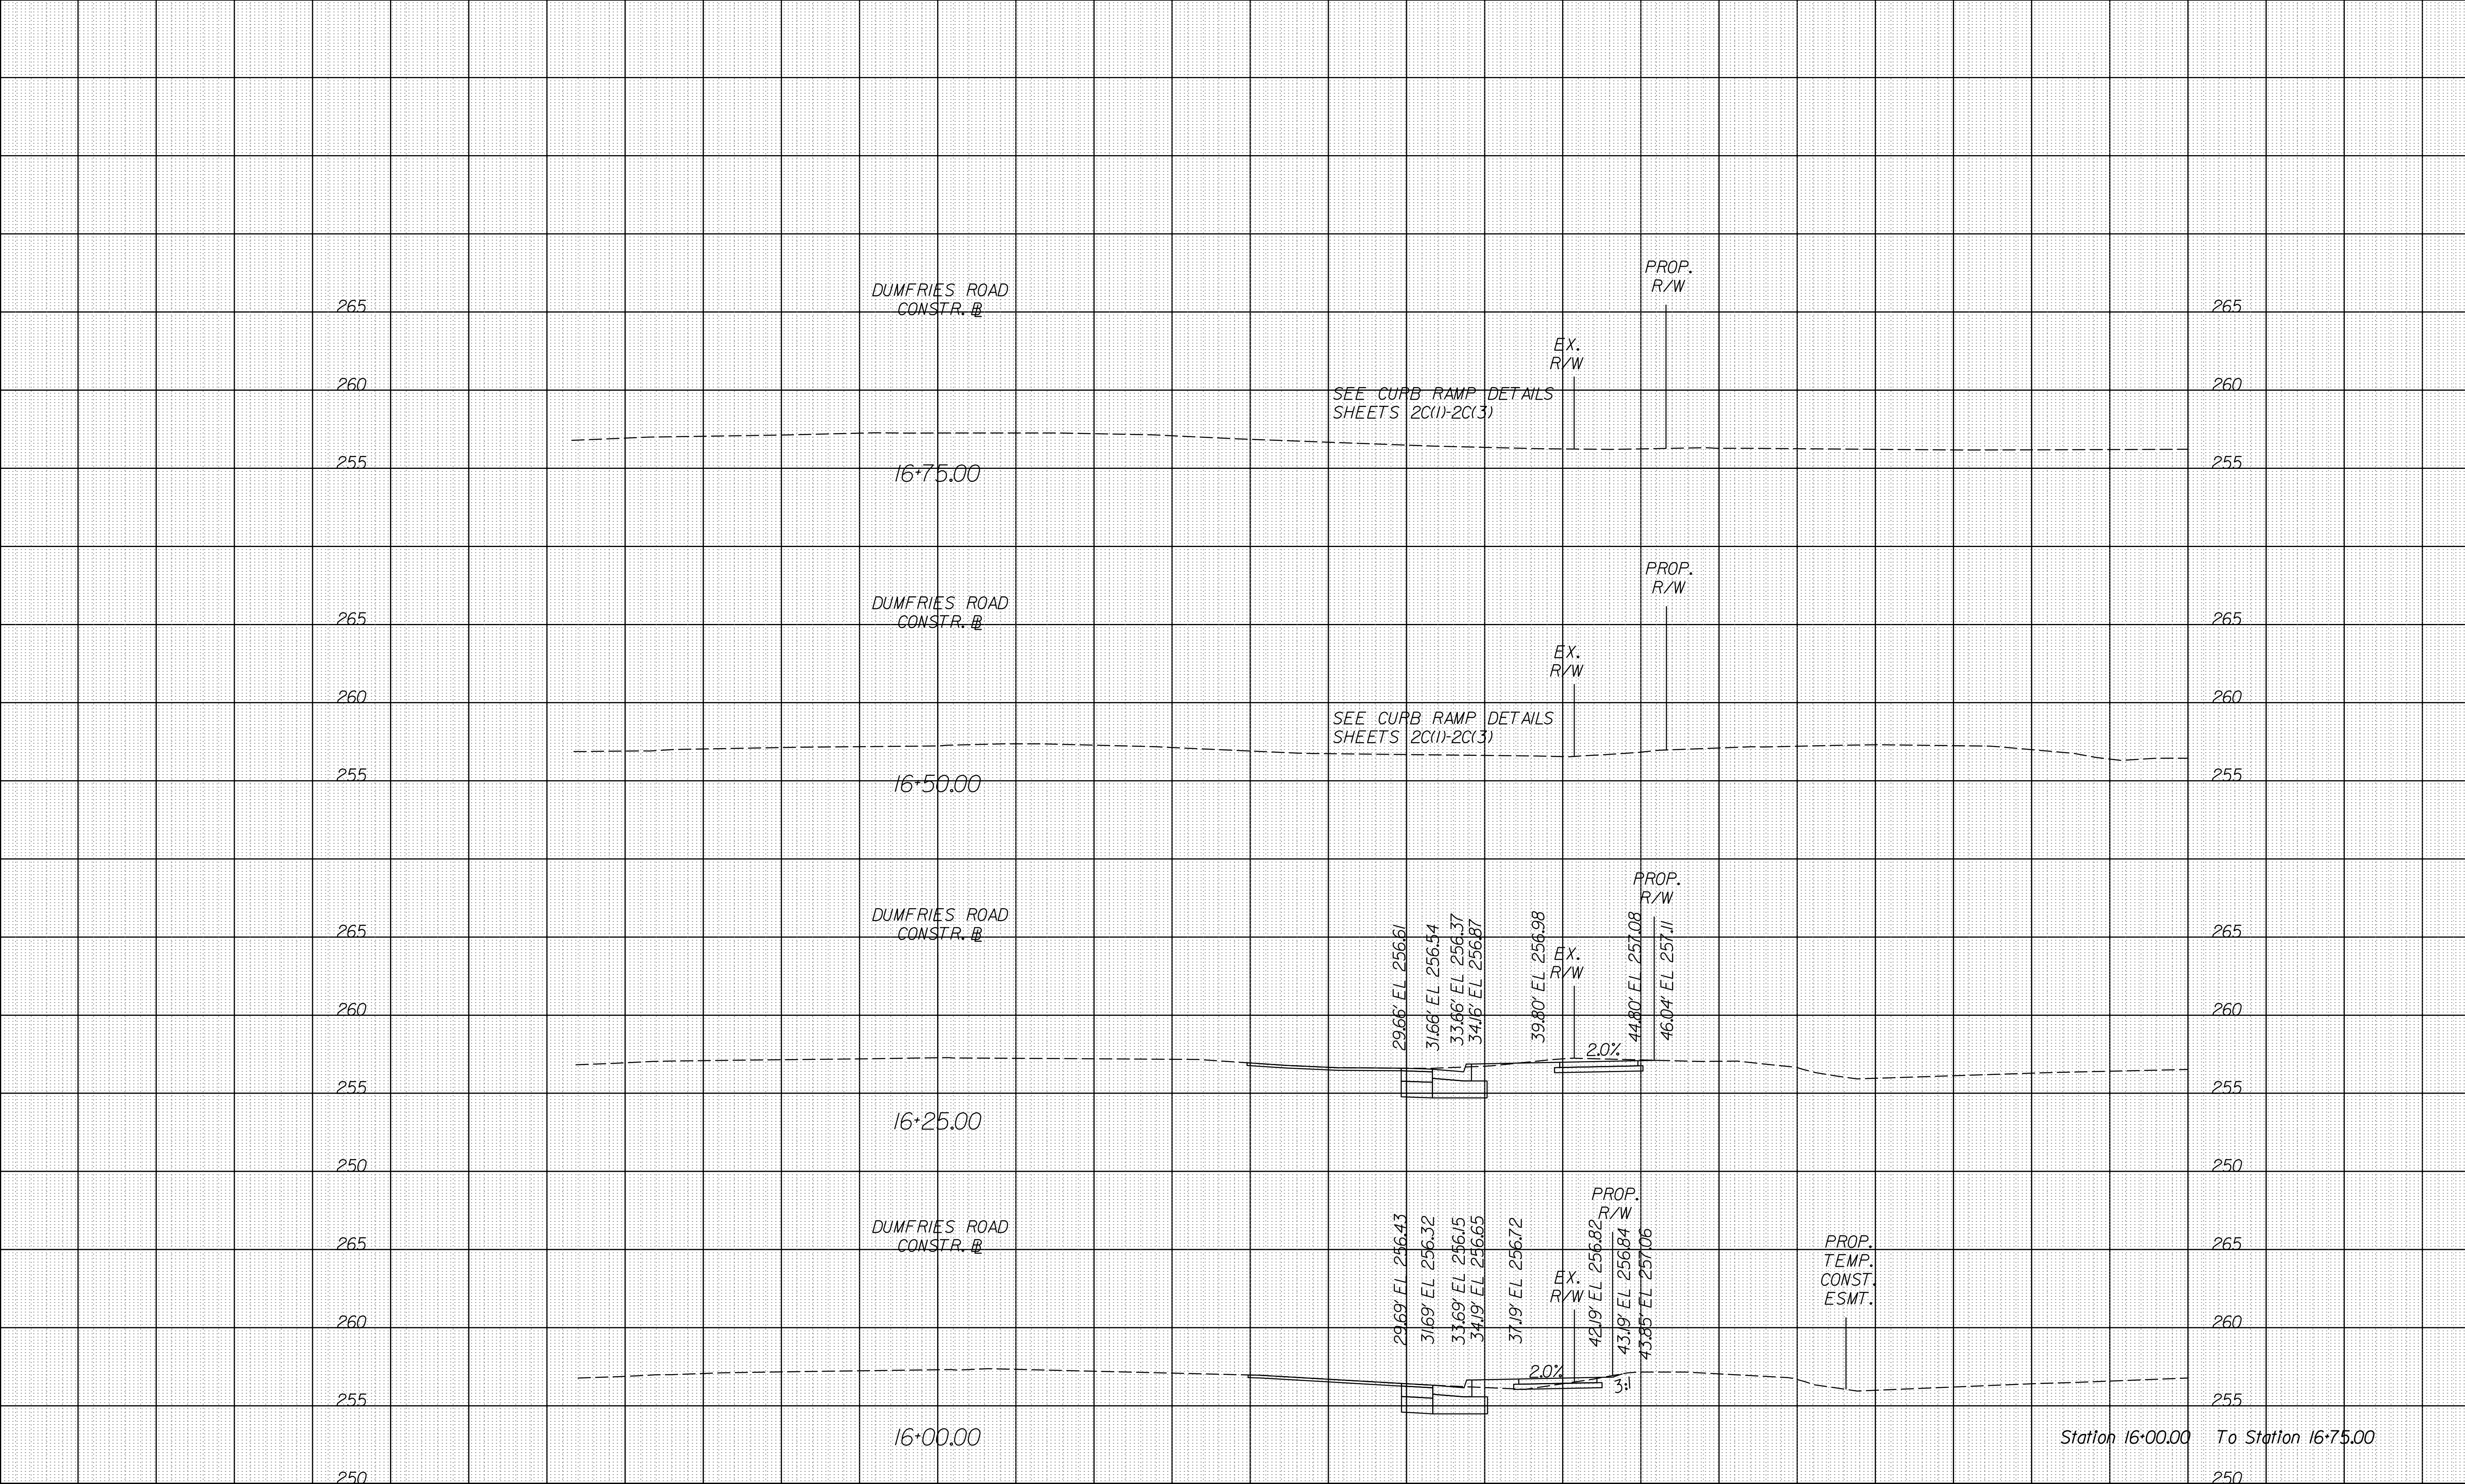 PROP.
R/W
DUMFRIES ROAD
CONSTR. BL
265
265
EX.
R/W
260
260
SEE CURB RAMP DETAILS
SHEETS 2C(1)-2C(3)
255
255
16+75.00
PROP.
R/W
DUMFRIES ROAD
CONSTR. BL
265
265
EX.
R/W
260
260
SEE CURB RAMP DETAILS
SHEETS 2C(1)-2C(3)
255
255
16+50.00
PROP.
R/W
DUMFRIES ROAD
CONSTR. BL
265
265
29.66' EL 256.61
31.66' EL 256.54
33.66' EL 256.37
34.16' EL 256.87
39.80' EL 256.98
EX.
R/W
44.80' EL 257.08
46.04' EL 257.11
260
260
2.0%
255
255
16+25.00
250
250
PROP.
R/W
DUMFRIES ROAD
CONSTR. BL
265
265
29.69' EL 256.43
31.69' EL 256.32
33.69' EL 256.15
34.19' EL 256.65
37.19' EL 256.72
EX.
R/W
42.19' EL 256.82
43.19' EL 256.84
43.85' EL 257.06
PROP.
TEMP.
CONST.
ESMT.
260
260
2.0%
3:1
255
255
16+00.00
Station 16+00.00 To Station 16+75.00
250
250